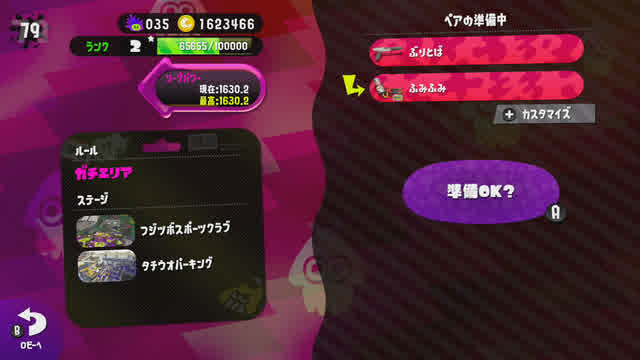 79
035
1623466
ランク
2
65655/100000
リーグパワー
現在:1630.2
最高:1630.2
ルール
ガチエリア
ステージ
フジツボスポーツクラブ
タチウオパーキング
B
ロビーへ
ペアの準備中
ぷりとば
ふみふみ
+ カスタマイズ
準備OK?
A